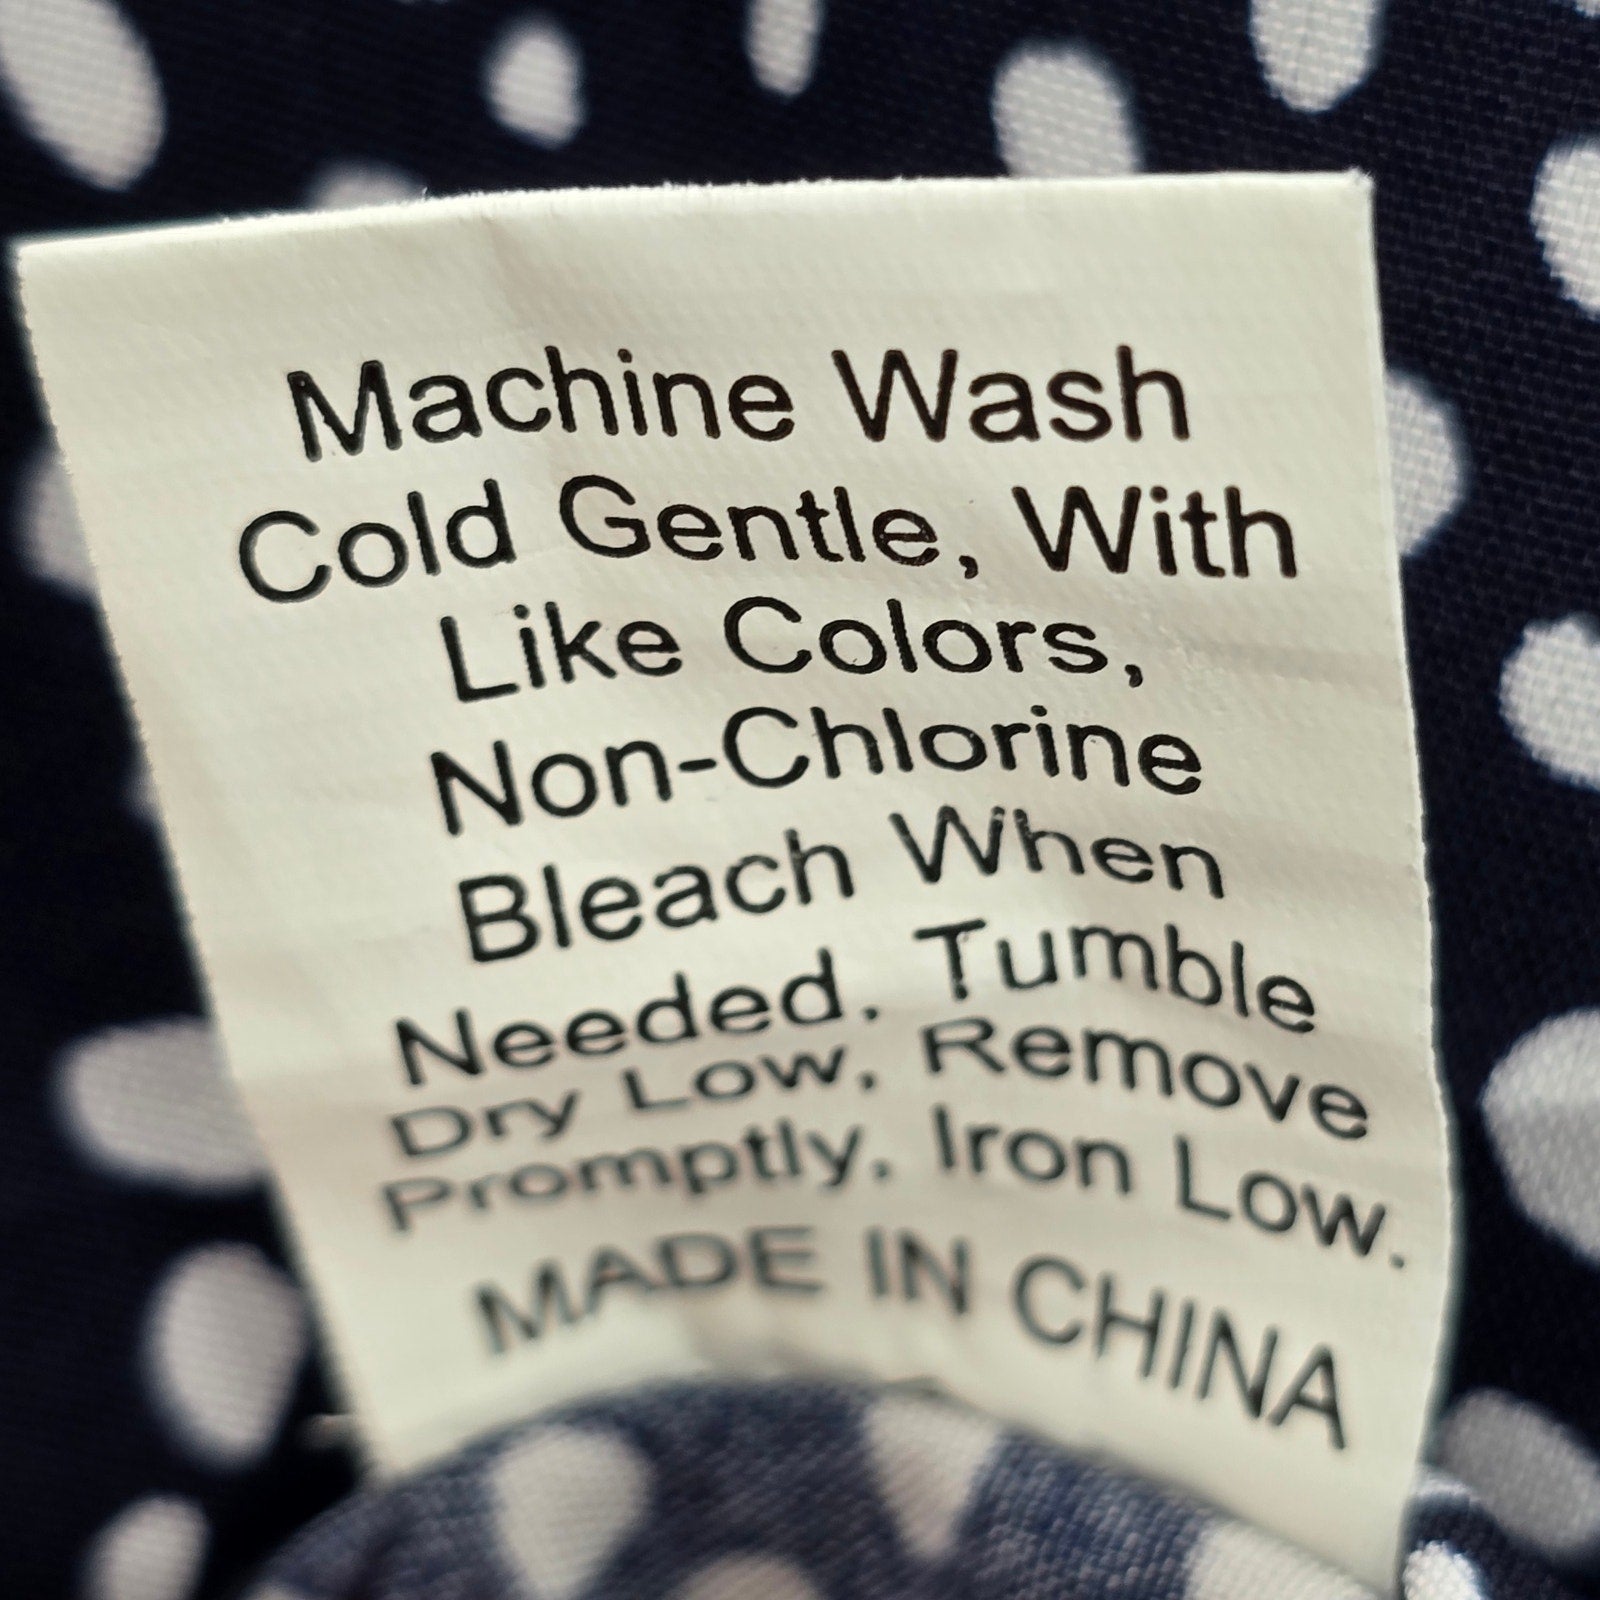 Machine Wash
Cold Gentle, With
Like Colors,
Non-Chlorine
Bleach When
Needed. Tumble
Dry Low. Remove
Promptly. Iron Low.
MADE IN CHINA